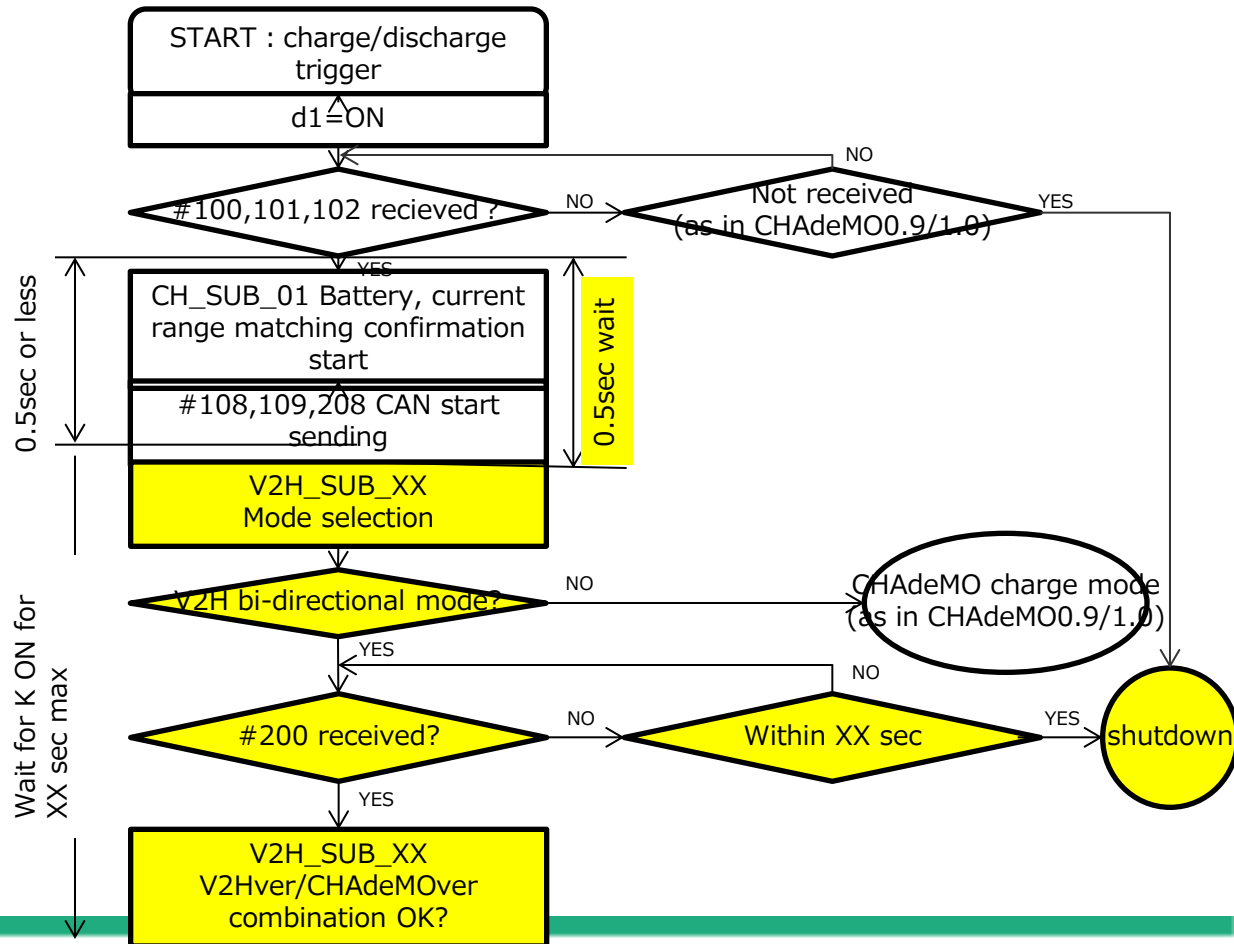 START : charge/discharge
trigger
d1=ON
NO
#100,101,102 recieved ?
NO
Not received
(as in CHAdeMO0.9/1.0)
YES
YES
0.5sec or less
CH_SUB_01 Battery, current
range matching confirmation
start
0.5sec wait
#108,109,208 CAN start
sending
V2H_SUB_XX
Mode selection
V2H bi-directional mode?
NO
CHAdeMO charge mode
(as in CHAdeMO0.9/1.0)
YES
NO
Wait for K ON for
XX sec max
#200 received?
NO
Within XX sec
YES
shutdown
YES
V2H_SUB_XX
V2Hver/CHAdeMOver
combination OK?